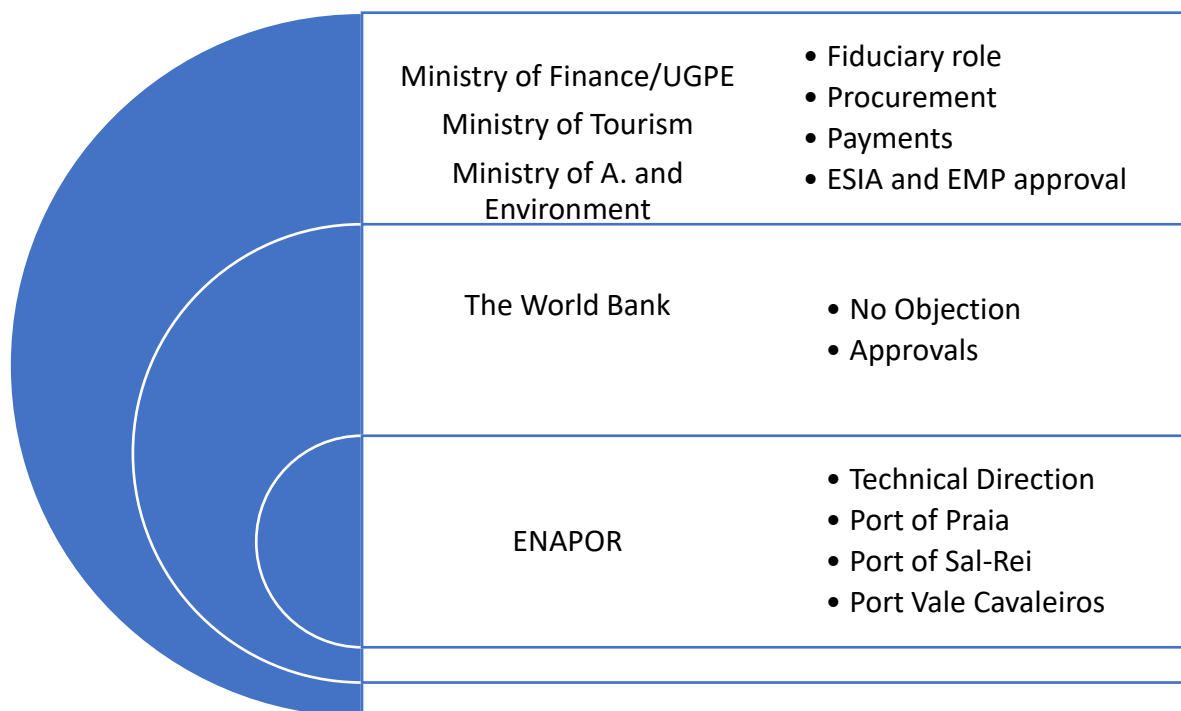 Ministry of Finance/UGPE
Ministry of Tourism
Ministry of A. and
Environment
• Fiduciary role
• Procurement
• Payments
• ESIA and EMP approval
The World Bank
• No Objection
• Approvals
ENAPOR
• Technical Direction
• Port of Praia
• Port of Sal-Rei
• Port Vale Cavaleiros